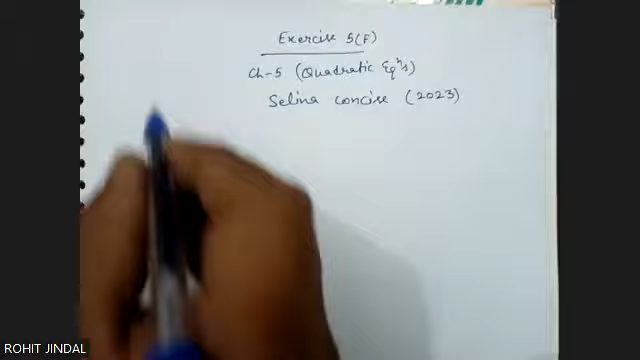 Exercise 5(F)
Ch-5 (Quadratic Eqⁿs)
Selina concise (2023)
ROHIT JINDAL